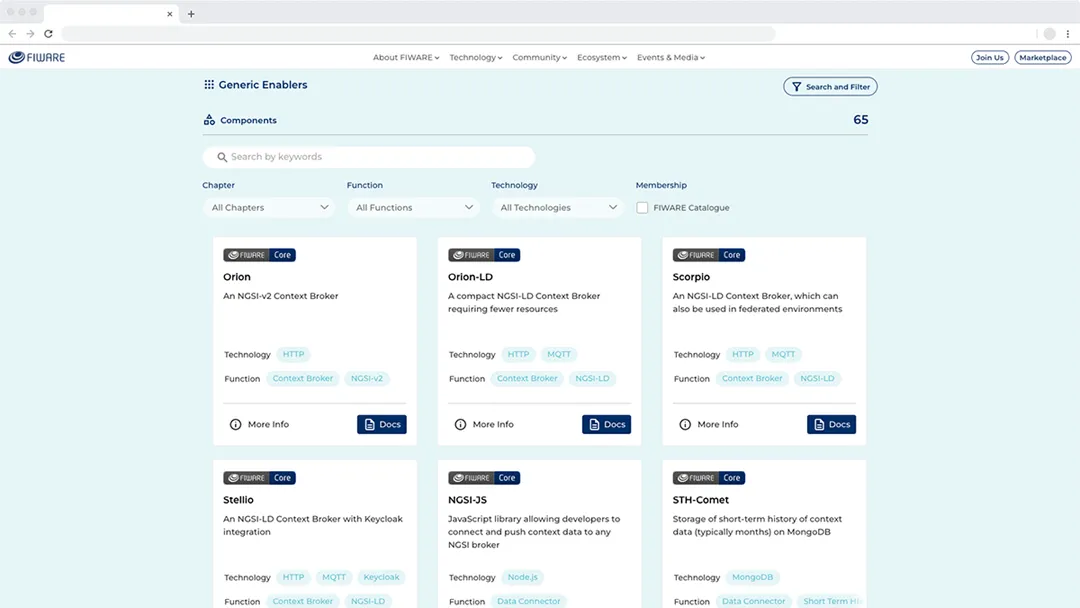 FIWARE
About FIWARE Technology Community Ecosystem Events & Media
Join Us Marketplace
Generic Enablers
Search and Filter
Components 65
Search by keywords
Chapter Function Technology Membership
All Chapters All Functions All Technologies FIWARE Catalogue
FIWARE Core
Orion
An NGSI-v2 Context Broker
Technology HTTP
Function Context Broker NGSI-v2
More Info Docs
FIWARE Core
Orion-LD
A compact NGSI-LD Context Broker
requiring fewer resources
Technology HTTP MQTT
Function Context Broker NGSI-LD
More Info Docs
FIWARE Core
Scorpio
An NGSI-LD Context Broker, which can
also be used in federated environments
Technology HTTP MQTT
Function Context Broker NGSI-LD
More Info Docs
FIWARE Core
Stellio
An NGSI-LD Context Broker with Keycloak
integration
Technology HTTP MQTT Keycloak
Function Context Broker NGSI-LD
FIWARE Core
NGSI-JS
JavaScript library allowing developers to
connect and push context data to any
NGSI broker
Technology Node.js
Function Data Connector
FIWARE Core
STH-Comet
Storage of short-term history of context
data (typically months) on MongoDB
Technology MongoDB
Function Data Connector Short Term